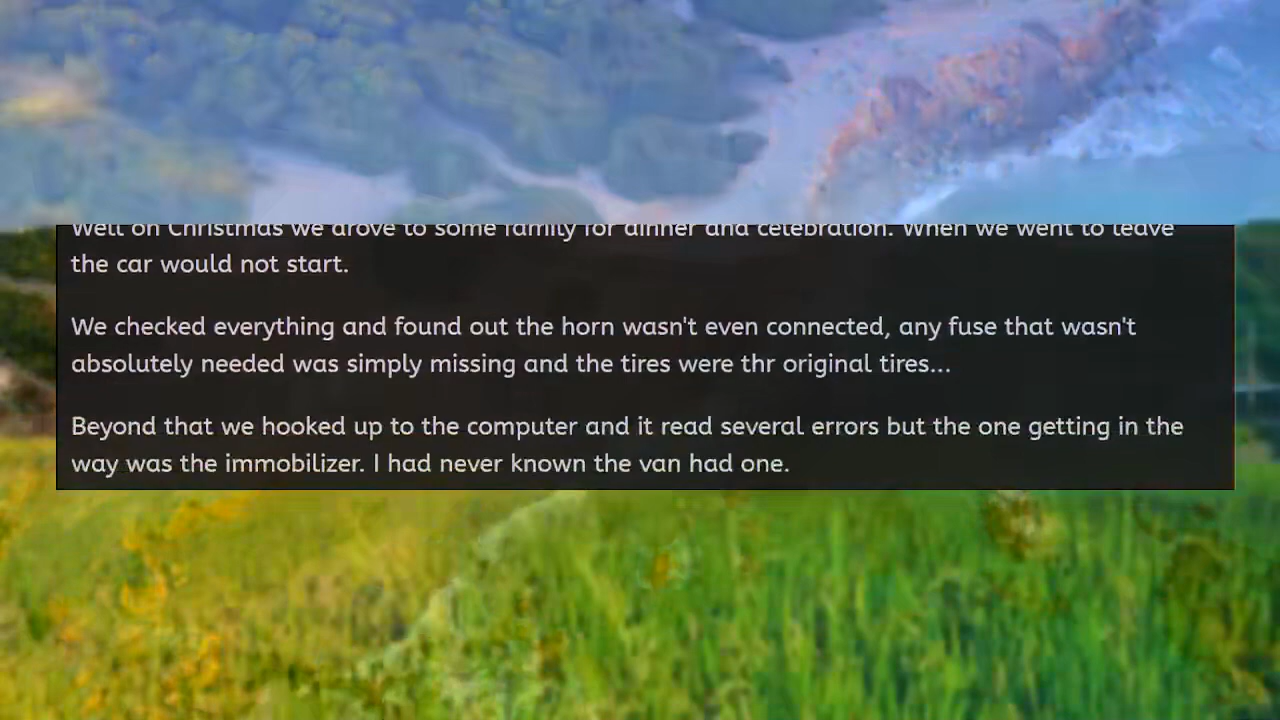 Well on Christmas we drove to some family for dinner and celebration. When we went to leave
the car would not start.
We checked everything and found out the horn wasn't even connected, any fuse that wasn't
absolutely needed was simply missing and the tires were thr original tires...
Beyond that we hooked up to the computer and it read several errors but the one getting in the
way was the immobilizer. I had never known the van had one.